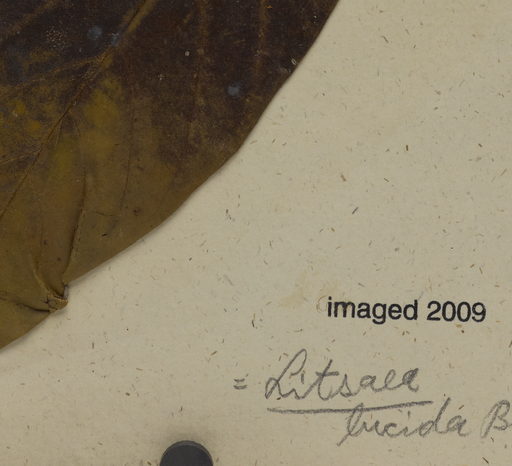 imaged 2009
= Litsaea
lucida B